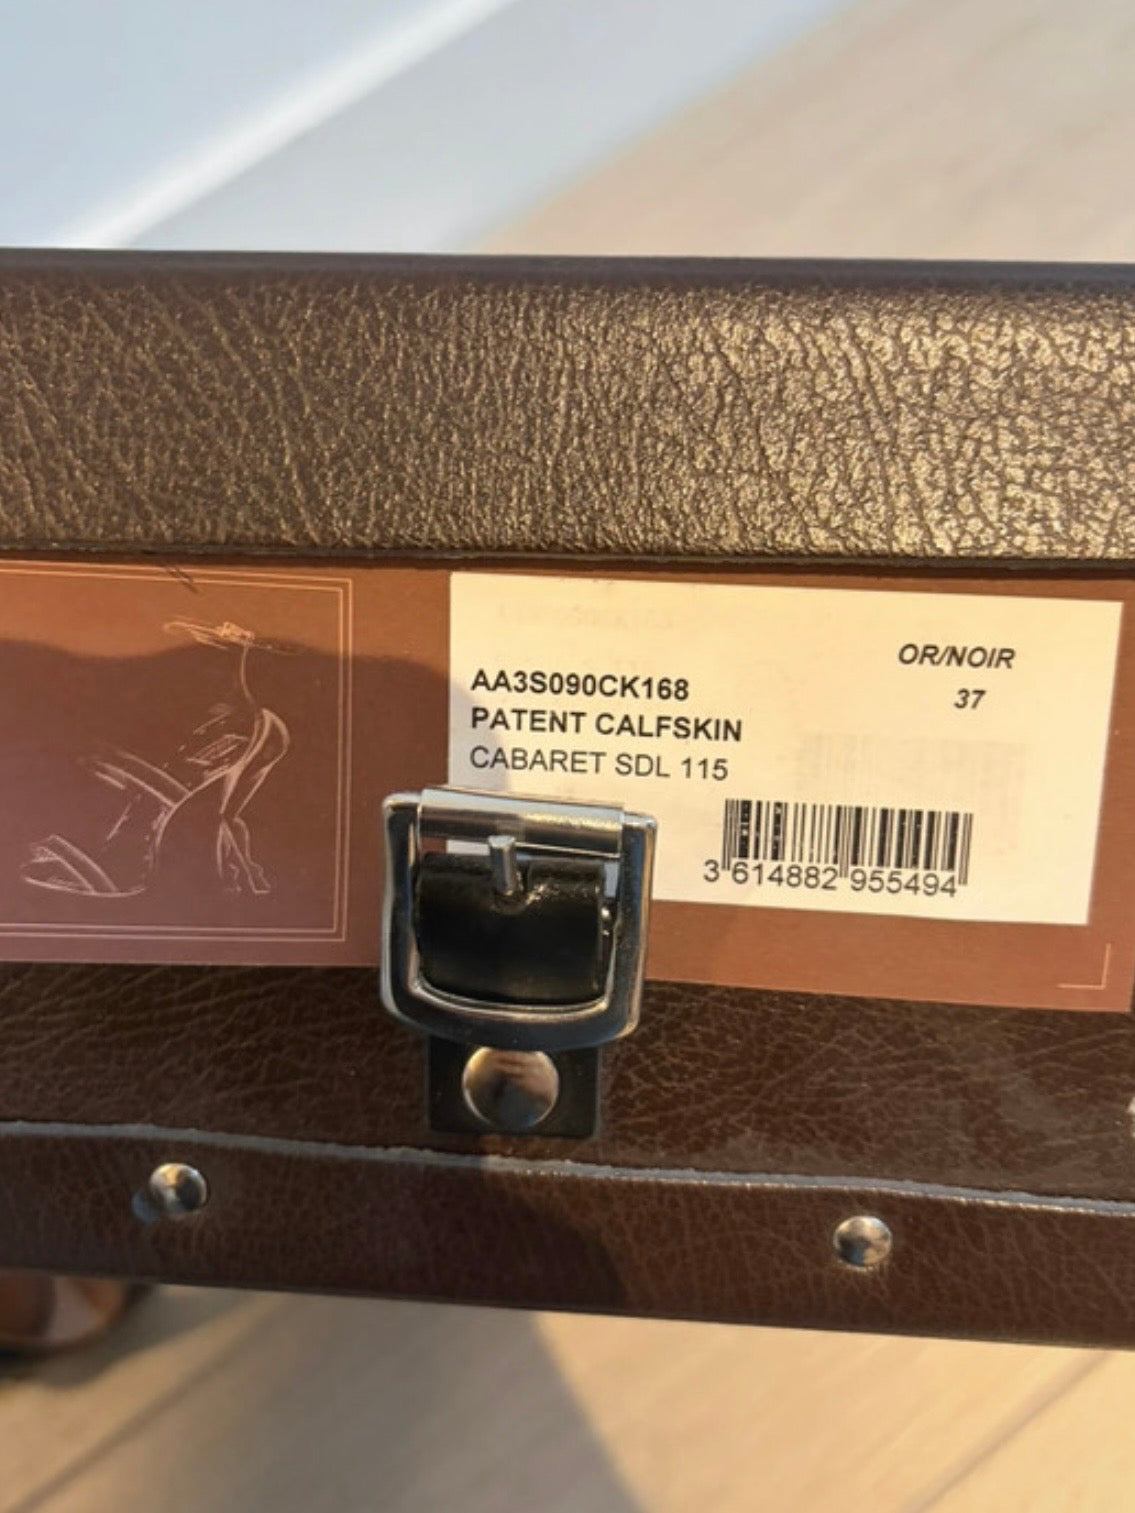 OR/NOIR
37
AA3S090CK168
PATENT CALFSKIN
CABARET SDL 115
3 614882 955494